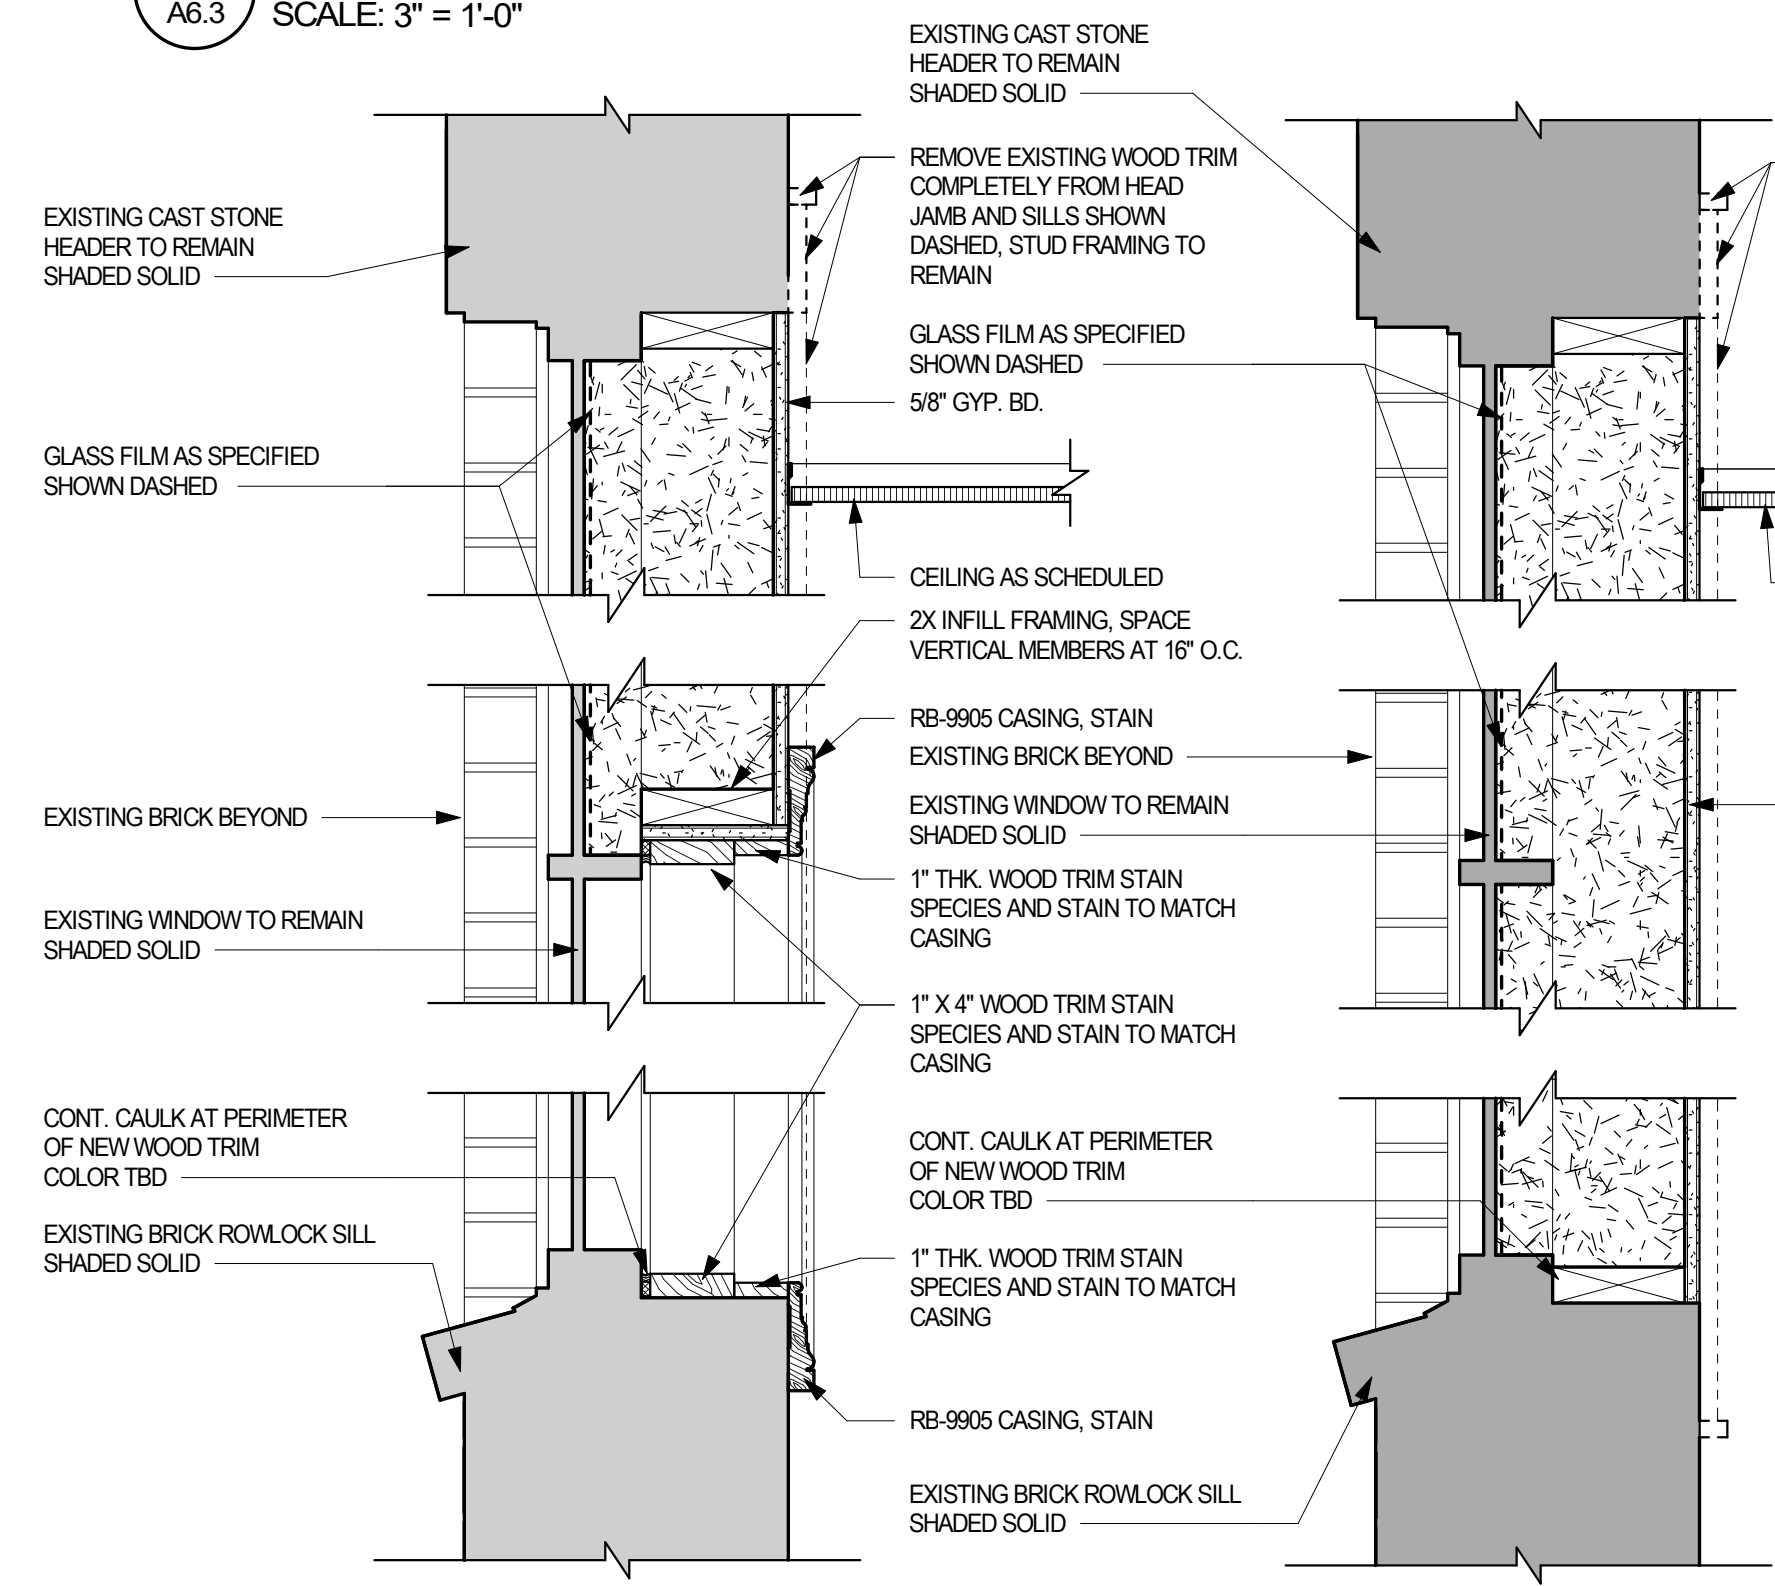 A6.3
SCALE: 3" = 1'-0"
EXISTING CAST STONE
HEADER TO REMAIN
SHADED SOLID
GLASS FILM AS SPECIFIED
SHOWN DASHED
EXISTING BRICK BEYOND
EXISTING WINDOW TO REMAIN
SHADED SOLID
CONT. CAULK AT PERIMETER
OF NEW WOOD TRIM
COLOR TBD
EXISTING BRICK ROWLOCK SILL
SHADED SOLID
EXISTING CAST STONE
HEADER TO REMAIN
SHADED SOLID
REMOVE EXISTING WOOD TRIM
COMPLETELY FROM HEAD
JAMB AND SILLS SHOWN
DASHED, STUD FRAMING TO
REMAIN
GLASS FILM AS SPECIFIED
SHOWN DASHED
5/8" GYP. BD.
CEILING AS SCHEDULED
2X INFILL FRAMING, SPACE
VERTICAL MEMBERS AT 16" O.C.
RB-9905 CASING, STAIN
EXISTING BRICK BEYOND
EXISTING WINDOW TO REMAIN
SHADED SOLID
1" THK. WOOD TRIM STAIN
SPECIES AND STAIN TO MATCH
CASING
1" X 4" WOOD TRIM STAIN
SPECIES AND STAIN TO MATCH
CASING
CONT. CAULK AT PERIMETER
OF NEW WOOD TRIM
COLOR TBD
1" THK. WOOD TRIM STAIN
SPECIES AND STAIN TO MATCH
CASING
RB-9905 CASING, STAIN
EXISTING BRICK ROWLOCK SILL
SHADED SOLID